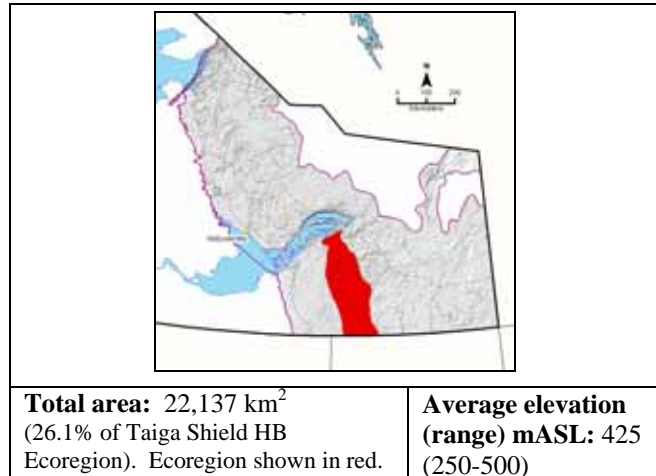 N
Total area: 22,137 km²
(26.1% of Taiga Shield HB
Ecoregion). Ecoregion shown in red.
Average elevation
(range) mASL: 425
(250-500)